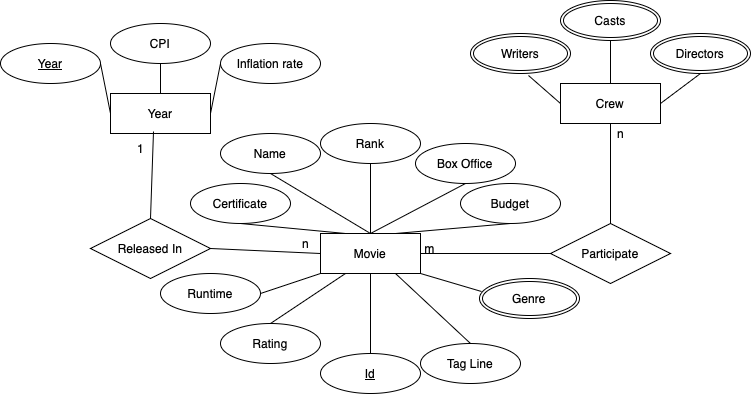 Casts
CPI
Writers
Directors
Year
Inflation rate
Year
Crew
n
1
Rank
Name
Box Office
Certificate
Budget
Released In
n
Movie
m
Participate
Runtime
Genre
Rating
Id
Tag Line